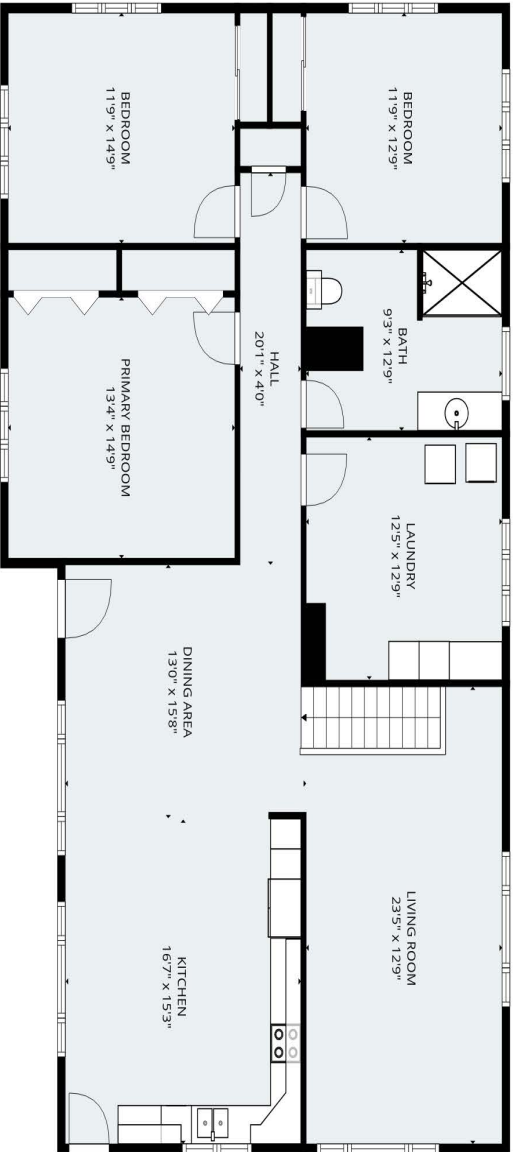 BEDROOM
11'9" x 14'9"
BEDROOM
11'9" x 12'9"
BATH
9'3" x 12'9"
HALL
20'1" x 4'0"
PRIMARY BEDROOM
13'4" x 14'9"
LAUNDRY
12'5" x 12'9"
DINING AREA
13'0" x 15'8"
LIVING ROOM
23'5" x 12'9"
KITCHEN
16'7" x 15'3"